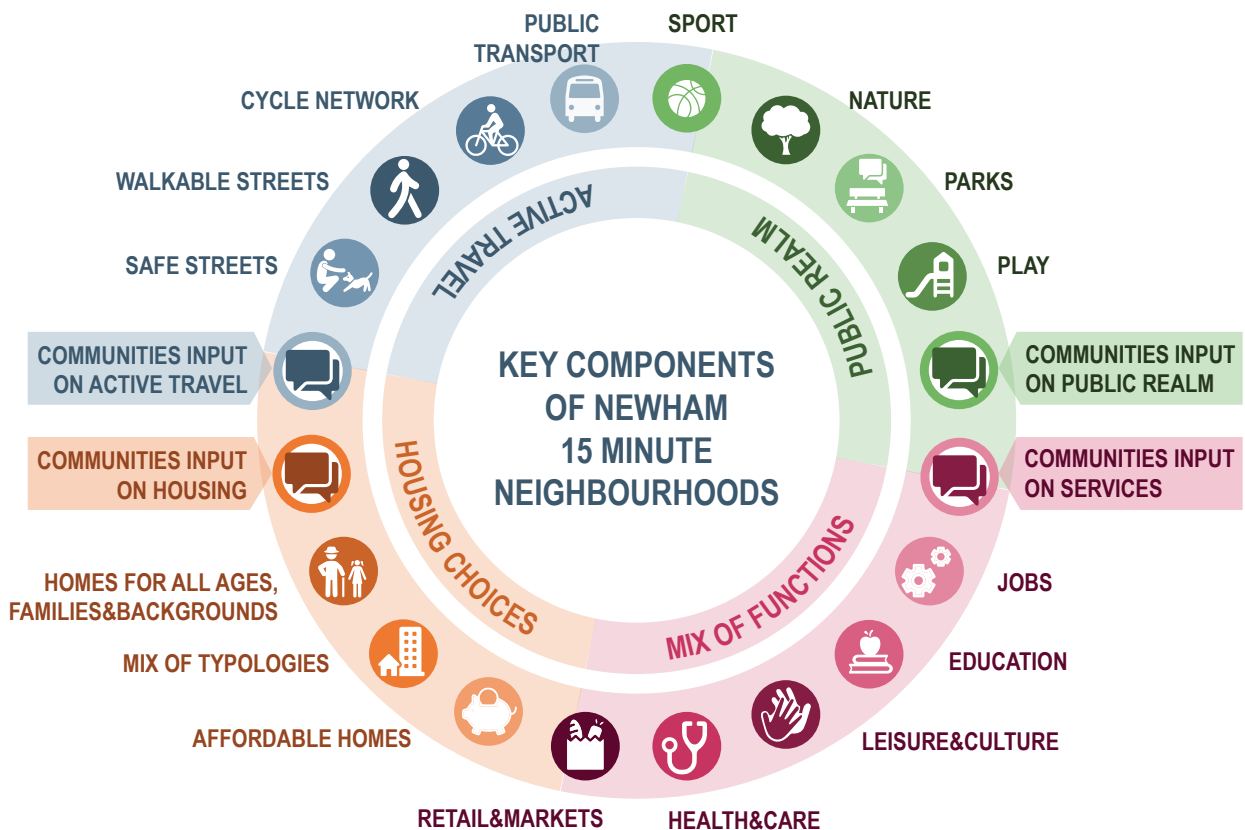 PUBLIC
TRANSPORT
SPORT
CYCLE NETWORK
NATURE
WALKABLE STREETS
PARKS
SAFE STREETS
PLAY
ACTIVE TRAVEL
PUBLIC REALM
COMMUNITIES INPUT
ON ACTIVE TRAVEL
COMMUNITIES INPUT
ON PUBLIC REALM
KEY COMPONENTS
OF NEWHAM
15 MINUTE
NEIGHBOURHOODS
COMMUNITIES INPUT
ON HOUSING
COMMUNITIES INPUT
ON SERVICES
HOUSING CHOICES
MIX OF FUNCTIONS
HOMES FOR ALL AGES,
FAMILIES&BACKGROUNDS
JOBS
MIX OF TYPOLOGIES
EDUCATION
AFFORDABLE HOMES
LEISURE&CULTURE
RETAIL&MARKETS
HEALTH&CARE